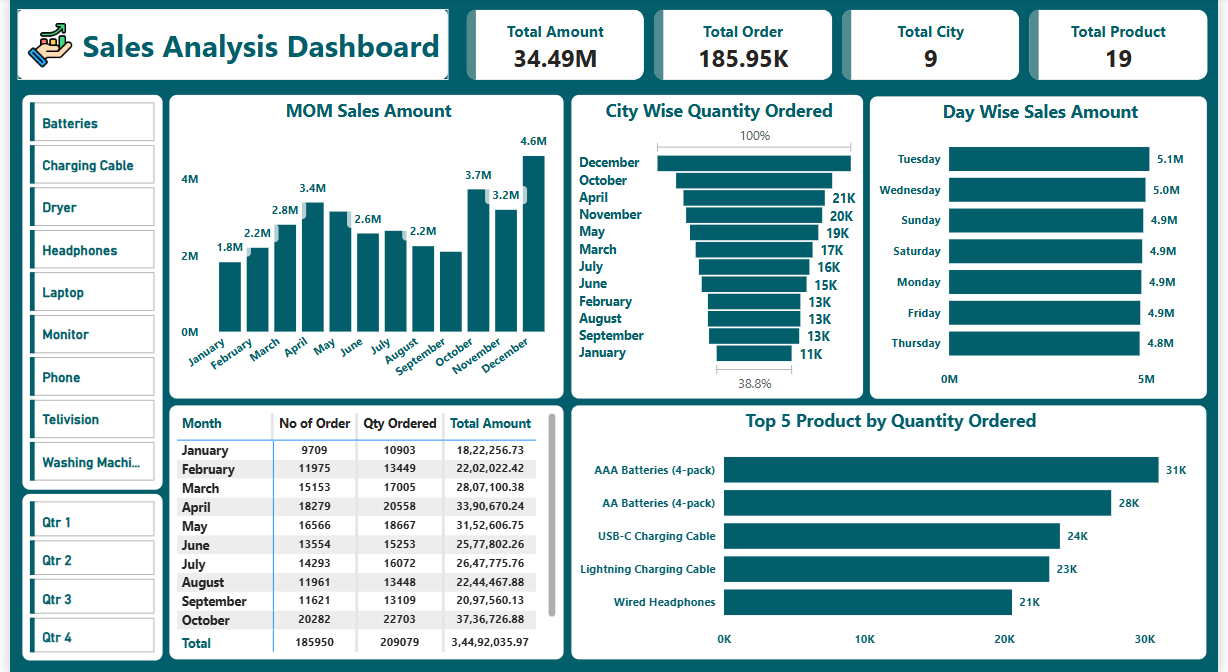 Sales Analysis Dashboard
Total Amount
34.49M
Total Order
185.95K
Total City
9
Total Product
19
Batteries
Charging Cable
Dryer
Headphones
Laptop
Monitor
Phone
Telivision
Washing Machi...
Qtr 1
Qtr 2
Qtr 3
Qtr 4
MOM Sales Amount
4M
2M
0M
1.8M
2.2M
2.8M
3.4M
2.6M
2.2M
3.7M
3.2M
4.6M
January
February
March
April
May
June
July
August
September
October
November
December
City Wise Quantity Ordered
100%
December
October
April 21K
November 20K
May 19K
March 17K
July 16K
June 15K
February 13K
August 13K
September 13K
January 11K
38.8%
Day Wise Sales Amount
Tuesday 5.1M
Wednesday 5.0M
Sunday 4.9M
Saturday 4.9M
Monday 4.9M
Friday 4.9M
Thursday 4.8M
0M 5M
Month No of Order Qty Ordered Total Amount
January 9709 10903 18,22,256.73
February 11975 13449 22,02,022.42
March 15153 17005 28,07,100.38
April 18279 20558 33,90,670.24
May 16566 18667 31,52,606.75
June 13554 15253 25,77,802.26
July 14293 16072 26,47,775.76
August 11961 13448 22,44,467.88
September 11621 13109 20,97,560.13
October 20282 22703 37,36,726.88
Total 185950 209079 3,44,92,035.97
Top 5 Product by Quantity Ordered
AAA Batteries (4-pack) 31K
AA Batteries (4-pack) 28K
USB-C Charging Cable 24K
Lightning Charging Cable 23K
Wired Headphones 21K
0K 10K 20K 30K